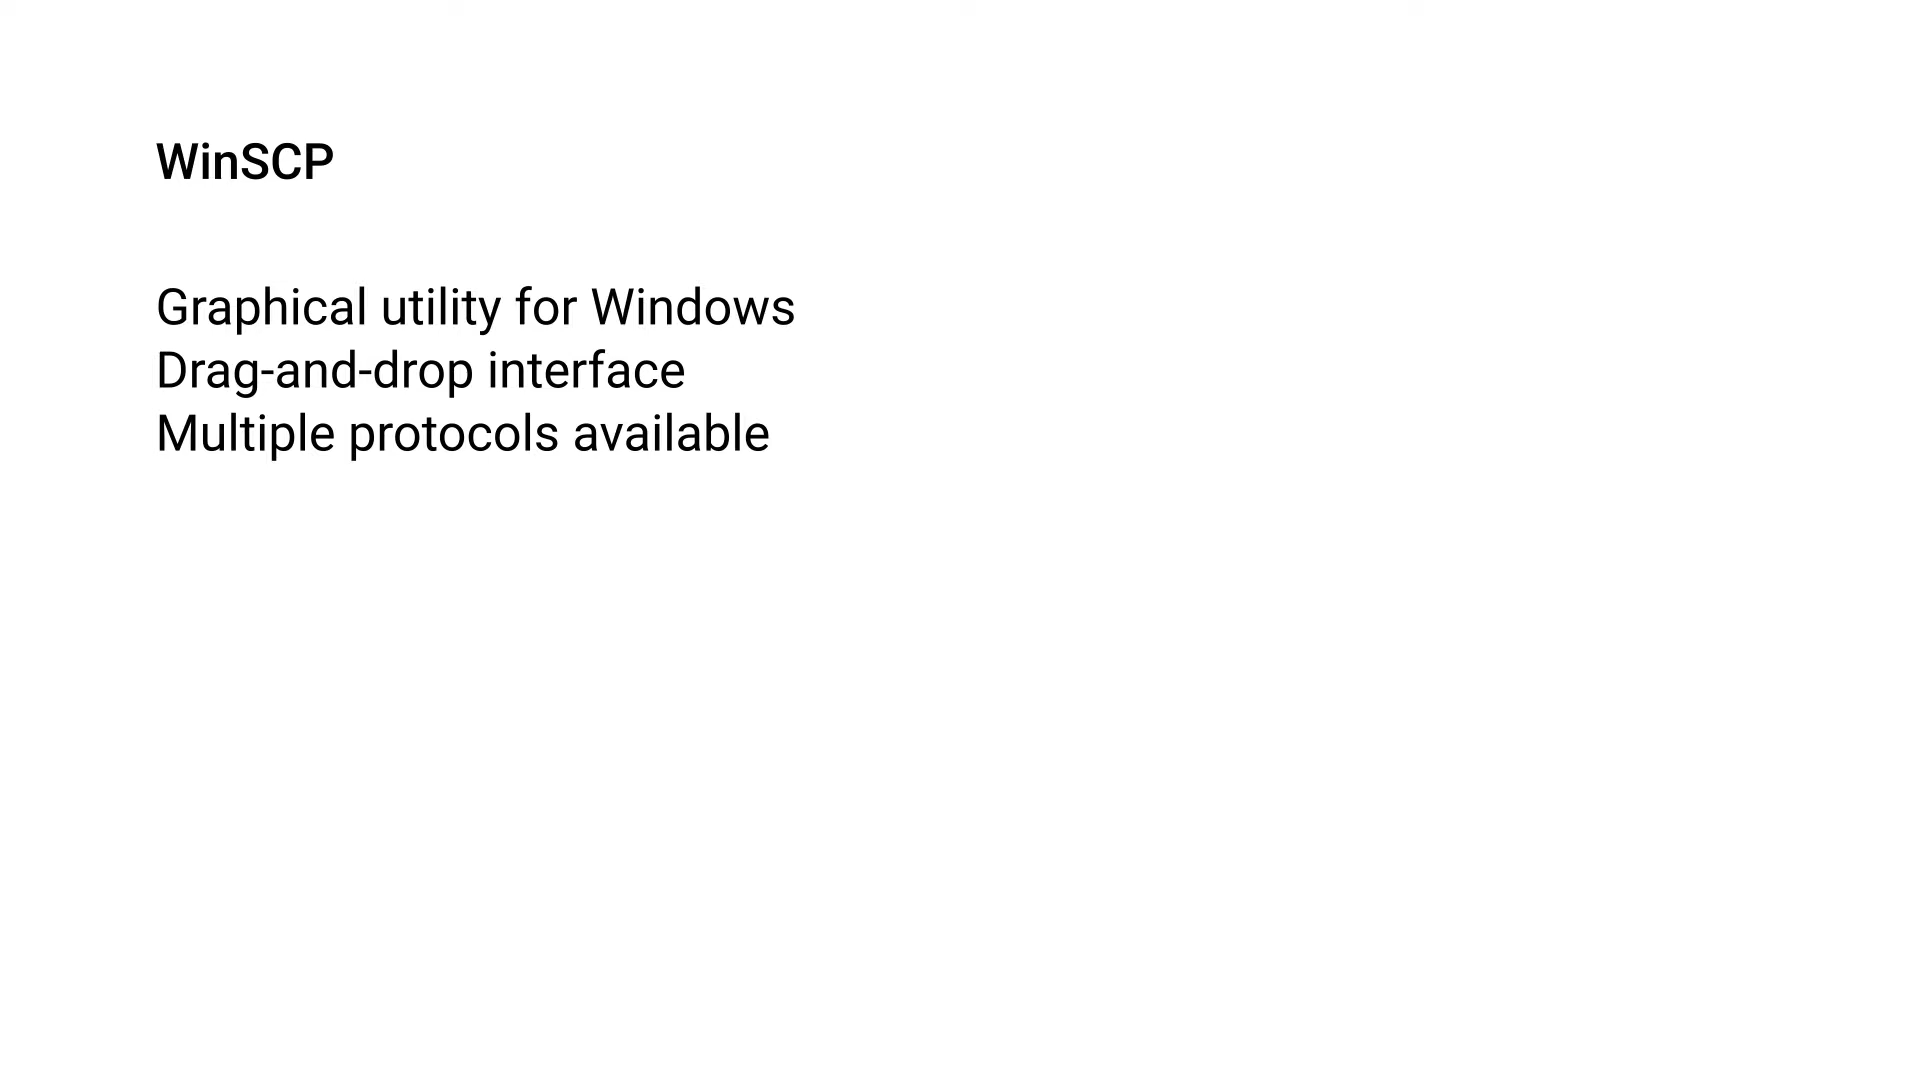 WinSCP
Graphical utility for Windows
Drag-and-drop interface
Multiple protocols available